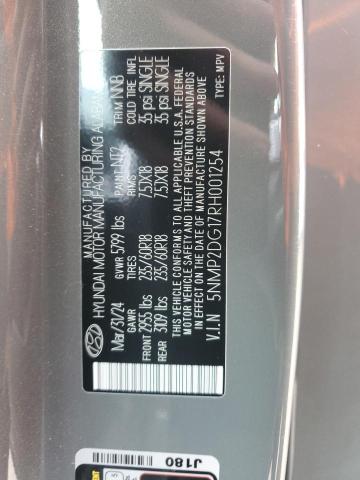 MANUFACTURED BY
HYUNDAI MOTOR MANUFACTURING ALABAMA
Mar/31/24 GVWR 5799 lbs PAINT NT2 TRIM NNB
GAWR TIRES RIMS COLD TIRE INFL
FRONT 2955 lbs 235/60R18 7.5JX18 35 psi SINGLE
REAR 3109 lbs 235/60R18 7.5JX18 35 psi SINGLE
THIS VEHICLE CONFORMS TO ALL APPLICABLE U.S.A. FEDERAL
MOTOR VEHICLE SAFETY AND THEFT PREVENTION STANDARDS
IN EFFECT ON THE DATE OF MANUFACTURE SHOWN ABOVE.
V.I.N 5NMP2DG17RH001254 TYPE: MPV
J180